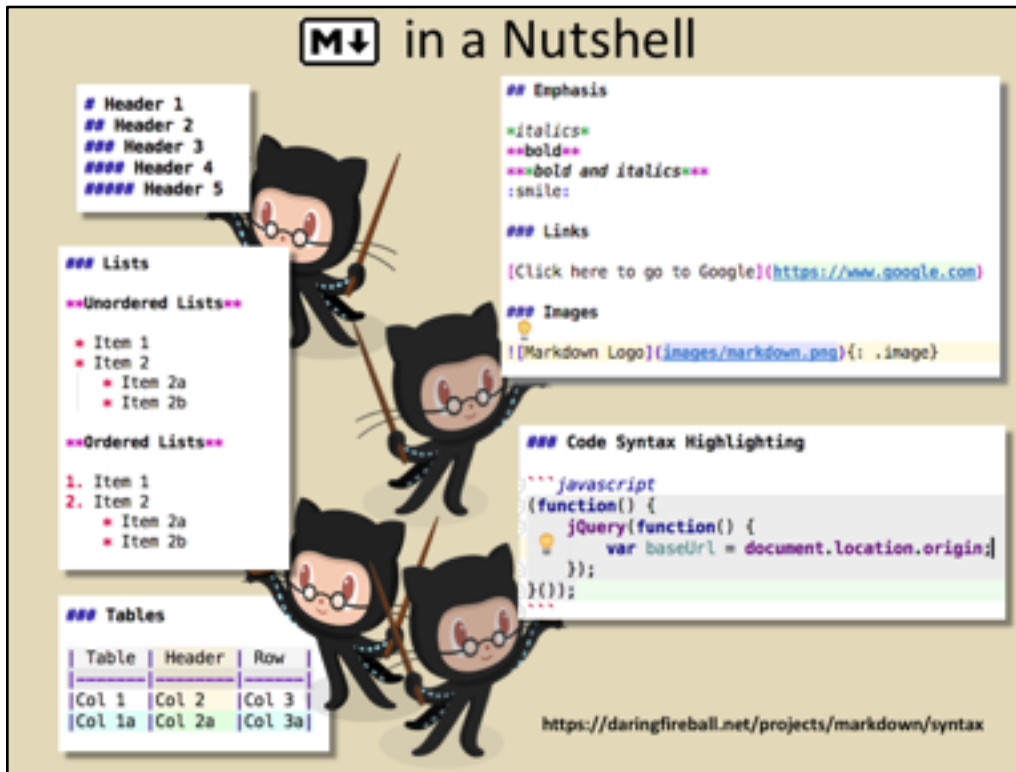 M↓ in a Nutshell
# Header 1
## Header 2
### Header 3
#### Header 4
##### Header 5
### Lists
**Unordered Lists**
* Item 1
* Item 2
* Item 2a
* Item 2b
**Ordered Lists**
1. Item 1
2. Item 2
* Item 2a
* Item 2b
### Tables
| Table | Header | Row |
|-------|--------|------|
|Col 1 |Col 2 |Col 3 |
|Col 1a |Col 2a |Col 3a|
## Emphasis
*italics*
**bold**
***bold and italics***
:smile:
### Links
[Click here to go to Google](https://www.google.com)
### Images
![Markdown Logo](images/markdown.png){: .image}
### Code Syntax Highlighting
```javascript
(function() {
jQuery(function() {
var baseUrl = document.location.origin;
});
}());
```
https://daringfireball.net/projects/markdown/syntax